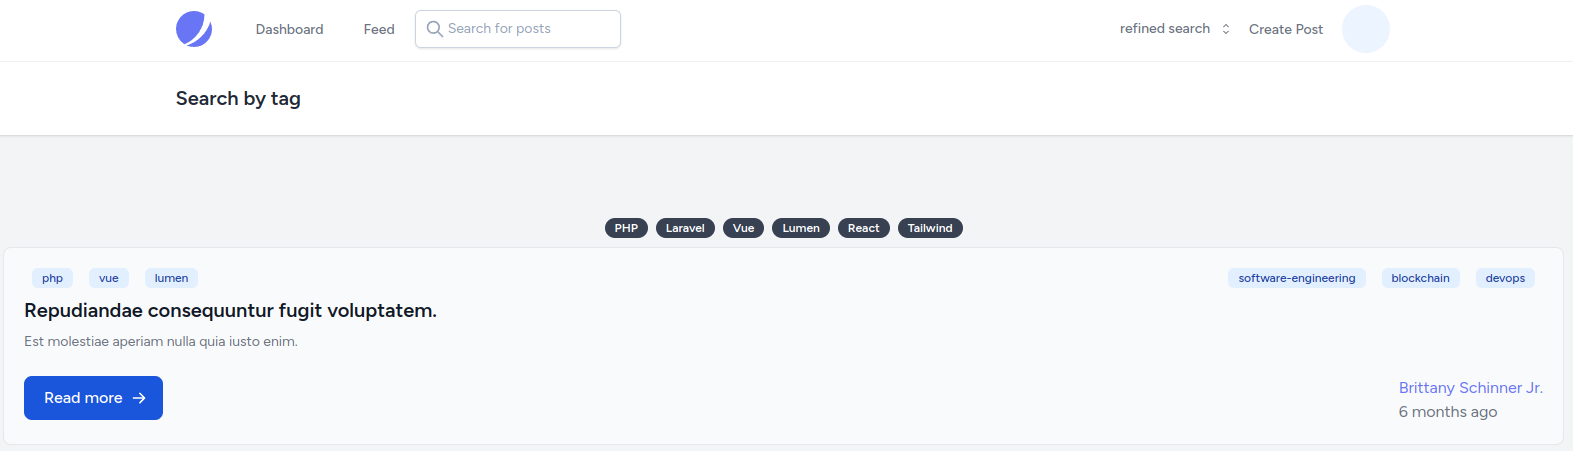 Dashboard Feed Search for posts refined search Create Post
Search by tag
PHP Laravel Vue Lumen React Tailwind
php vue lumen software-engineering blockchain devops
Repudiandae consequuntur fugit voluptatem.
Est molestiae aperiam nulla quia iusto enim.
Read more → Brittany Schinner Jr.
6 months ago